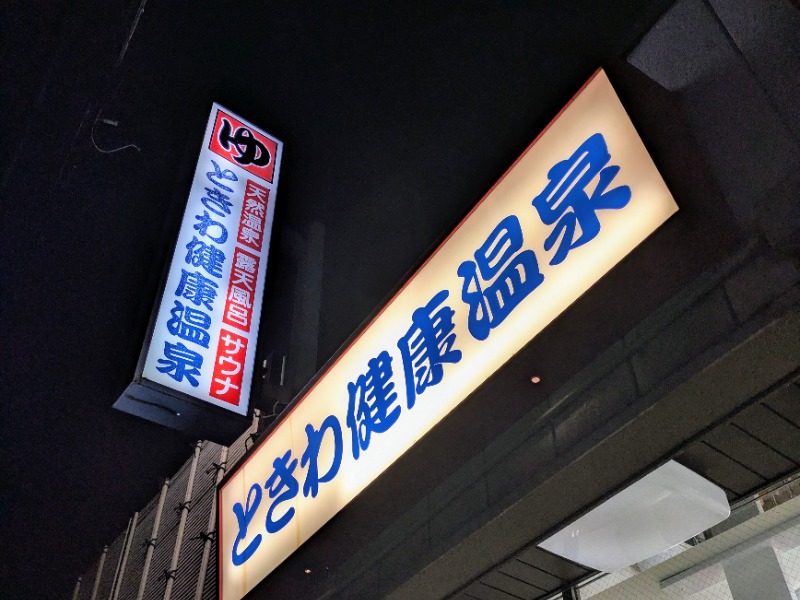 ゆ
ときわ健康温泉
天然温泉
露天風呂
サウナ
ときわ健康温泉